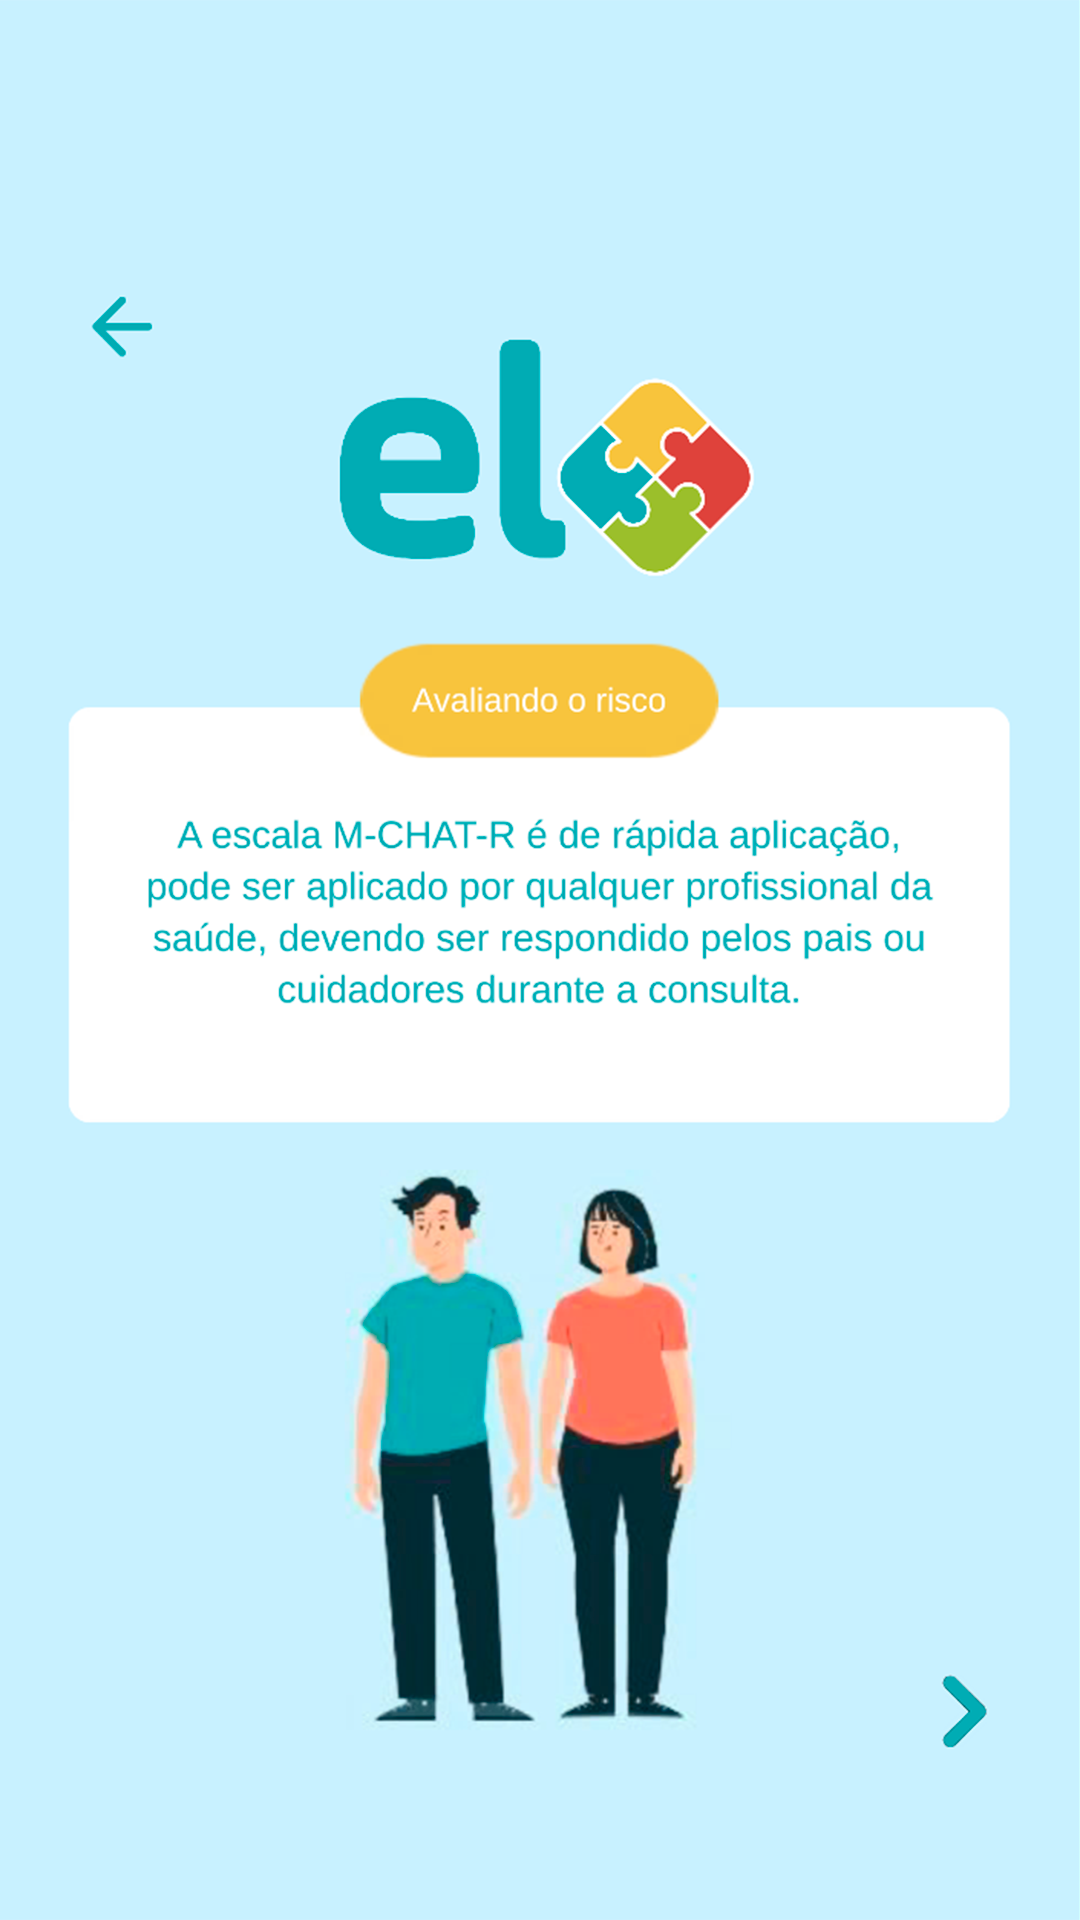 elo
Avaliando o risco
A escala M-CHAT-R é de rápida aplicação,
pode ser aplicado por qualquer profissional da
saúde, devendo ser respondido pelos pais ou
cuidadores durante a consulta.